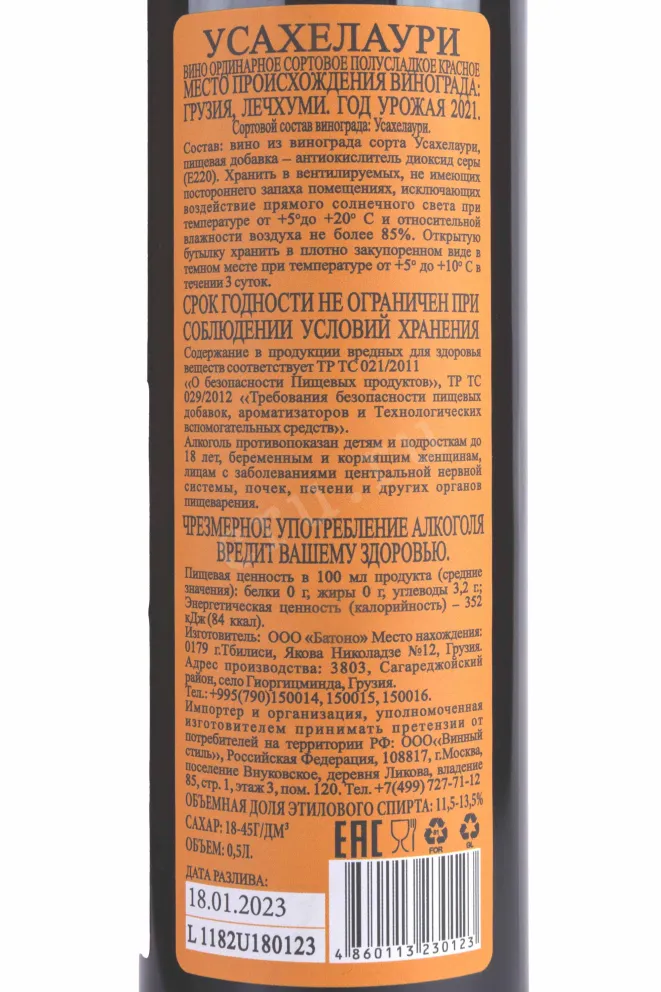 УСАХЕЛАУРИ
ВИНО ОРДИНАРНОЕ СОРТОВОЕ ПОЛУСЛАДКОЕ КРАСНОЕ
МЕСТО ПРОИСХОЖДЕНИЯ ВИНОГРАДА:
ГРУЗИЯ, ЛЕЧХУМИ. ГОД УРОЖАЯ 2021.
Сортовой состав винограда: Усахелаури.
Состав: вино из винограда сорта Усахелаури,
пищевая добавка – антиокислитель диоксид серы
(Е220). Хранить в вентилируемых, не имеющих
постороннего запаха помещениях, исключающих
воздействие прямого солнечного света при
температуре от +5°до +20° С и относительной
влажности воздуха не более 85%. Открытую
бутылку хранить в плотно закупоренном виде в
темном месте при температуре от +5° до +10° С в
течении 3 суток.
СРОК ГОДНОСТИ НЕ ОГРАНИЧЕН ПРИ
СОБЛЮДЕНИИ УСЛОВИЙ ХРАНЕНИЯ
Содержание в продукции вредных для здоровья
веществ соответствует ТР ТС 021/2011
«О безопасности Пищевых продуктов», ТР ТС
029/2012 «Требования безопасности пищевых
добавок, ароматизаторов и Технологических
вспомогательных средств».
Алкоголь противопоказан детям и подросткам до
18 лет, беременным и кормящим женщинам,
лицам с заболеваниями центральной нервной
системы, почек, печени и других органов
пищеварения.
ЧРЕЗМЕРНОЕ УПОТРЕБЛЕНИЕ АЛКОГОЛЯ
ВРЕДИТ ВАШЕМУ ЗДОРОВЬЮ.
Пищевая ценность в 100 мл продукта (средние
значения): белки 0 г, жиры 0 г, углеводы 3,2 г.;
Энергетическая ценность (калорийность) – 352
кДж (84 ккал).
Изготовитель: ООО «Батоно» Место нахождения:
0179 г.Тбилиси, Якова Николадзе №12, Грузия.
Адрес производства: 3803, Сагареджойский
район, село Гиоргицминда, Грузия.
Тел.: +995(790)150014, 150015, 150016.
Импортер и организация, уполномоченная
изготовителем принимать претензии от
потребителей на территории РФ: ООО«Винный
стиль», Российская Федерация, 108817, г.Москва,
поселение Внуковское, деревня Ликова, владение
85, стр. 1, этаж 3, пом. 120. Тел. +7(499) 727-71-12
ОБЪЕМНАЯ ДОЛЯ ЭТИЛОВОГО СПИРТА: 11,5-13,5%
САХАР: 18-45Г/ДМ³
ОБЪЕМ: 0,5Л.
EAC
FOR
GL
ДАТА РАЗЛИВА:
18.01.2023
L 1182U180123
4 860113 230123